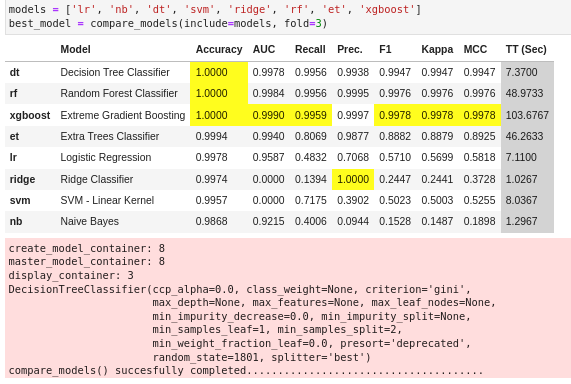 models = ['lr', 'nb', 'dt', 'svm', 'ridge', 'rf', 'et', 'xgboost']
best_model = compare_models(include=models, fold=3)
Model Accuracy AUC Recall Prec. F1 Kappa MCC TT (Sec)
dt Decision Tree Classifier 1.0000 0.9978 0.9956 0.9938 0.9947 0.9947 0.9947 7.3700
rf Random Forest Classifier 1.0000 0.9984 0.9956 0.9995 0.9976 0.9976 0.9976 48.9733
xgboost Extreme Gradient Boosting 1.0000 0.9990 0.9959 0.9997 0.9978 0.9978 0.9978 103.6767
et Extra Trees Classifier 0.9994 0.9940 0.8069 0.9877 0.8882 0.8879 0.8925 46.2633
lr Logistic Regression 0.9978 0.9587 0.4832 0.7068 0.5710 0.5699 0.5818 7.1100
ridge Ridge Classifier 0.9974 0.0000 0.1394 1.0000 0.2447 0.2441 0.3728 1.0267
svm SVM - Linear Kernel 0.9957 0.0000 0.7175 0.3902 0.5023 0.5003 0.5255 8.0367
nb Naive Bayes 0.9868 0.9215 0.4006 0.0944 0.1528 0.1487 0.1898 1.2967
create_model_container: 8
master_model_container: 8
display_container: 3
DecisionTreeClassifier(ccp_alpha=0.0, class_weight=None, criterion='gini',
max_depth=None, max_features=None, max_leaf_nodes=None,
min_impurity_decrease=0.0, min_impurity_split=None,
min_samples_leaf=1, min_samples_split=2,
min_weight_fraction_leaf=0.0, presort='deprecated',
random_state=1801, splitter='best')
compare_models() succesfully completed.....................................